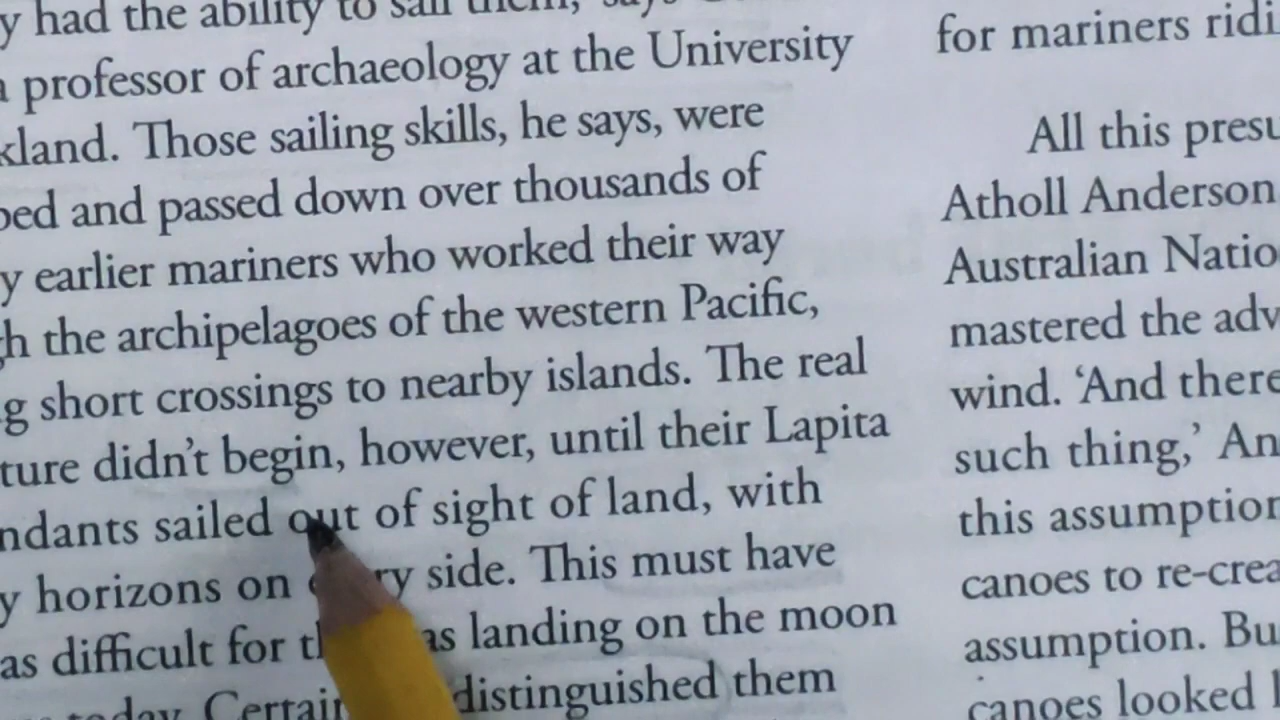 had the ability to sail them,
professor of archaeology at the University
Those sailing skills, he says, were
and passed down over thousands of
y earlier mariners who worked their way
h the archipelagoes of the western Pacific,
g short crossings to nearby islands. The real
ture didn't begin, however, until their Lapita
ndants sailed out of sight of land, with
y horizons on side. This must have
as difficult for as landing on the moon
distinguished them
for mariners ridi
All this presu
Atholl Anderson
Australian Natio
mastered the adv
wind. 'And there
such thing,' An
this assumption
canoes to re-crea
assumption. Bu
canoes looked